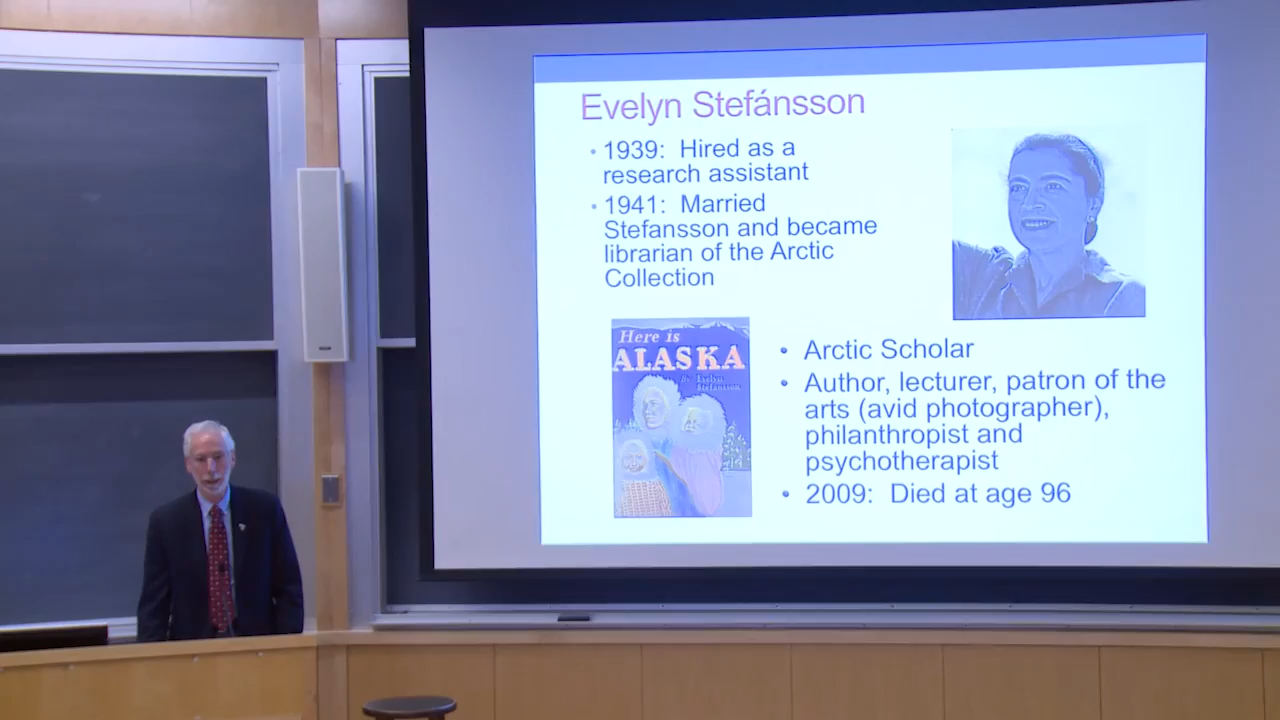 Evelyn Stefánsson
• 1939: Hired as a
research assistant
• 1941: Married
Stefansson and became
librarian of the Arctic
Collection
Here is
ALASKA
by Evelyn
Stefansson
• Arctic Scholar
• Author, lecturer, patron of the
arts (avid photographer),
philanthropist and
psychotherapist
• 2009: Died at age 96